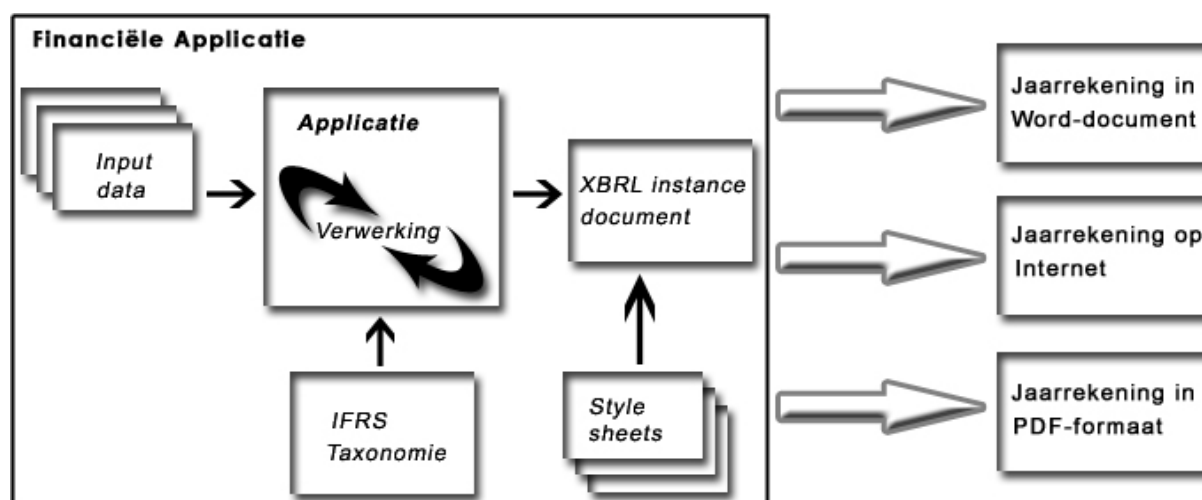 Financiële Applicatie
Input
data
Applicatie
Verwerking
XBRL instance
document
IFRS
Taxonomie
Style
sheets
Jaarrekening in
Word-document
Jaarrekening op
Internet
Jaarrekening in
PDF-formaat